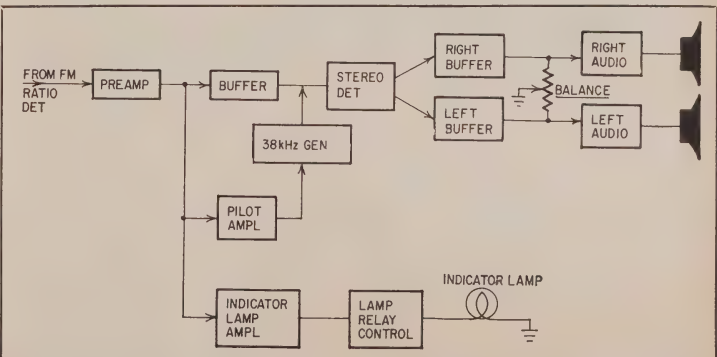 FROM FM
RATIO
DET
PREAMP
BUFFER
STEREO
DET
RIGHT
BUFFER
RIGHT
AUDIO
BALANCE
LEFT
BUFFER
LEFT
AUDIO
38kHz GEN
PILOT
AMPL
INDICATOR
LAMP
AMPL
LAMP
RELAY
CONTROL
INDICATOR LAMP